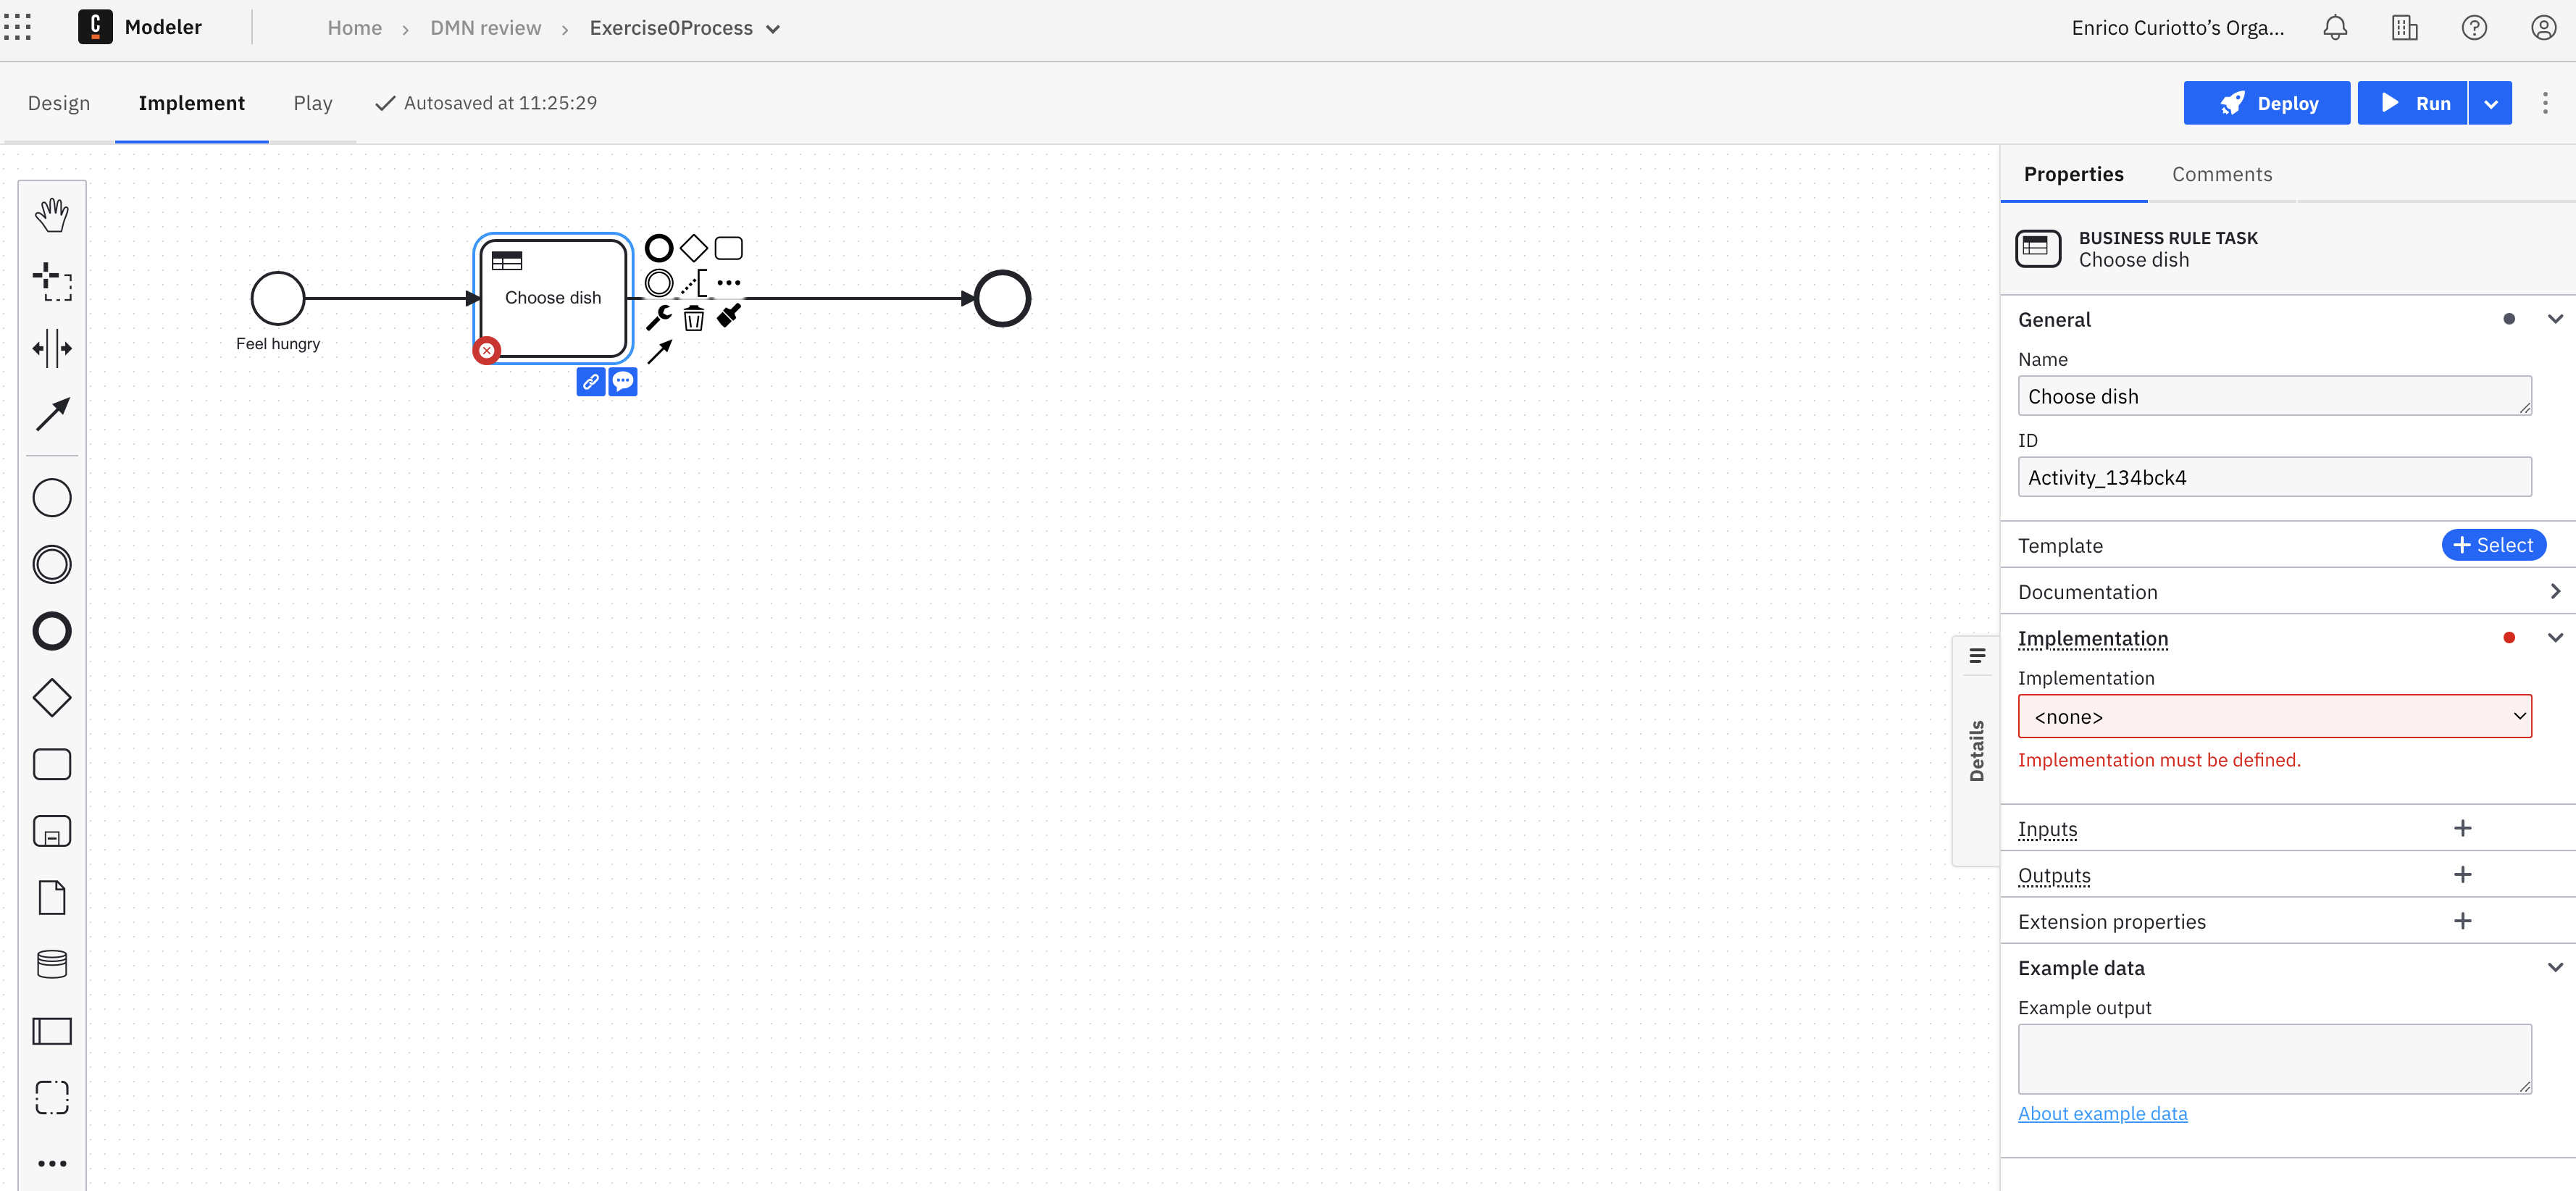 Modeler
Home > DMN review > Exercise0Process
Enrico Curiotto’s Orga...
Design
Implement
Play
Autosaved at 11:25:29
Deploy
Run
Feel hungry
Choose dish
Details
Properties
Comments
BUSINESS RULE TASK
Choose dish
General
Name
Choose dish
ID
Activity_134bck4
Template
+ Select
Documentation
Implementation
Implementation
<none>
Implementation must be defined.
Inputs
Outputs
Extension properties
Example data
Example output
About example data